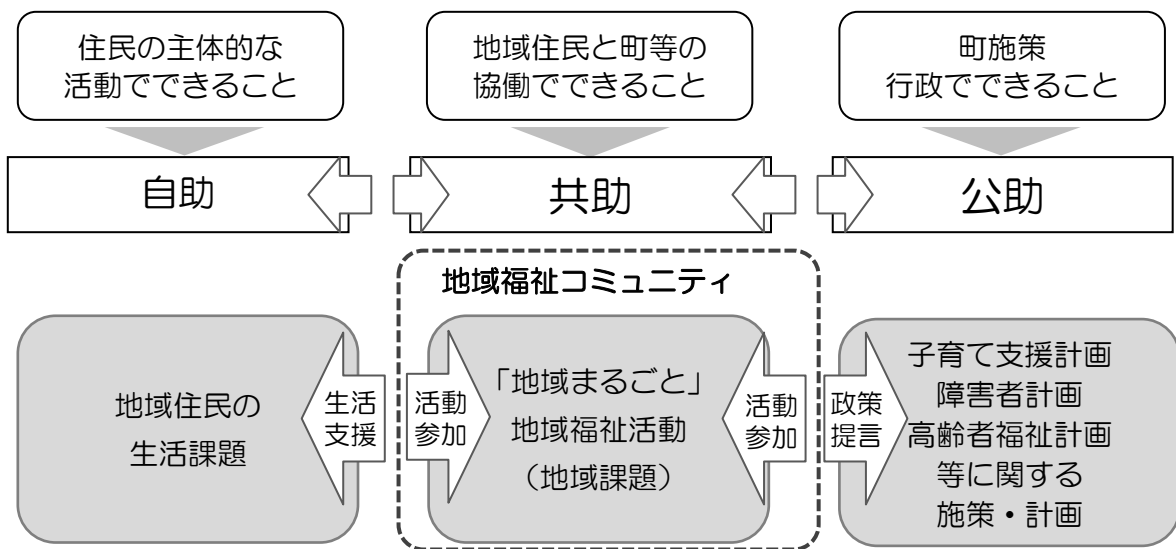 住民の主体的な
活動でできること
地域住民と町等の
協働でできること
町施策
行政でできること
自助
共助
公助
地域福祉コミュニティ
地域住民の
生活課題
生活
支援
活動
参加
「地域まるごと」
地域福祉活動
（地域課題）
活動
参加
政策
提言
子育て支援計画
障害者計画
高齢者福祉計画
等に関する
施策・計画